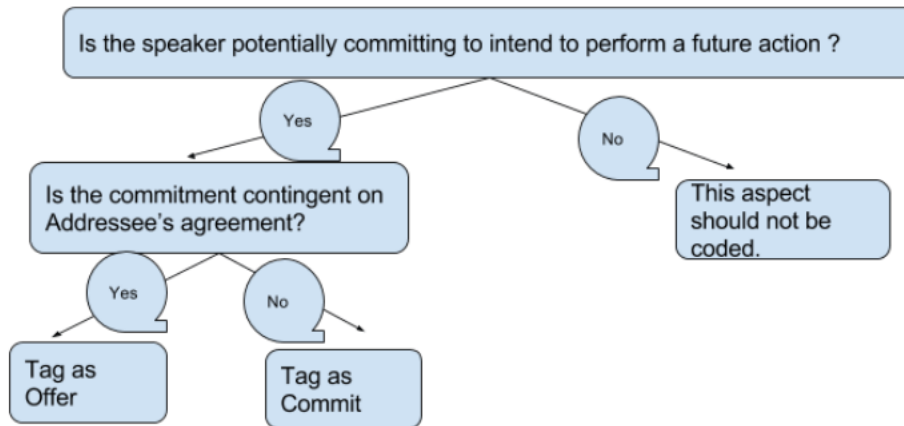 Is the speaker potentially committing to intend to perform a future action ?
Yes
No
Is the commitment contingent on
Addressee's agreement?
This aspect
should not be
coded.
Yes
No
Tag as
Offer
Tag as
Commit